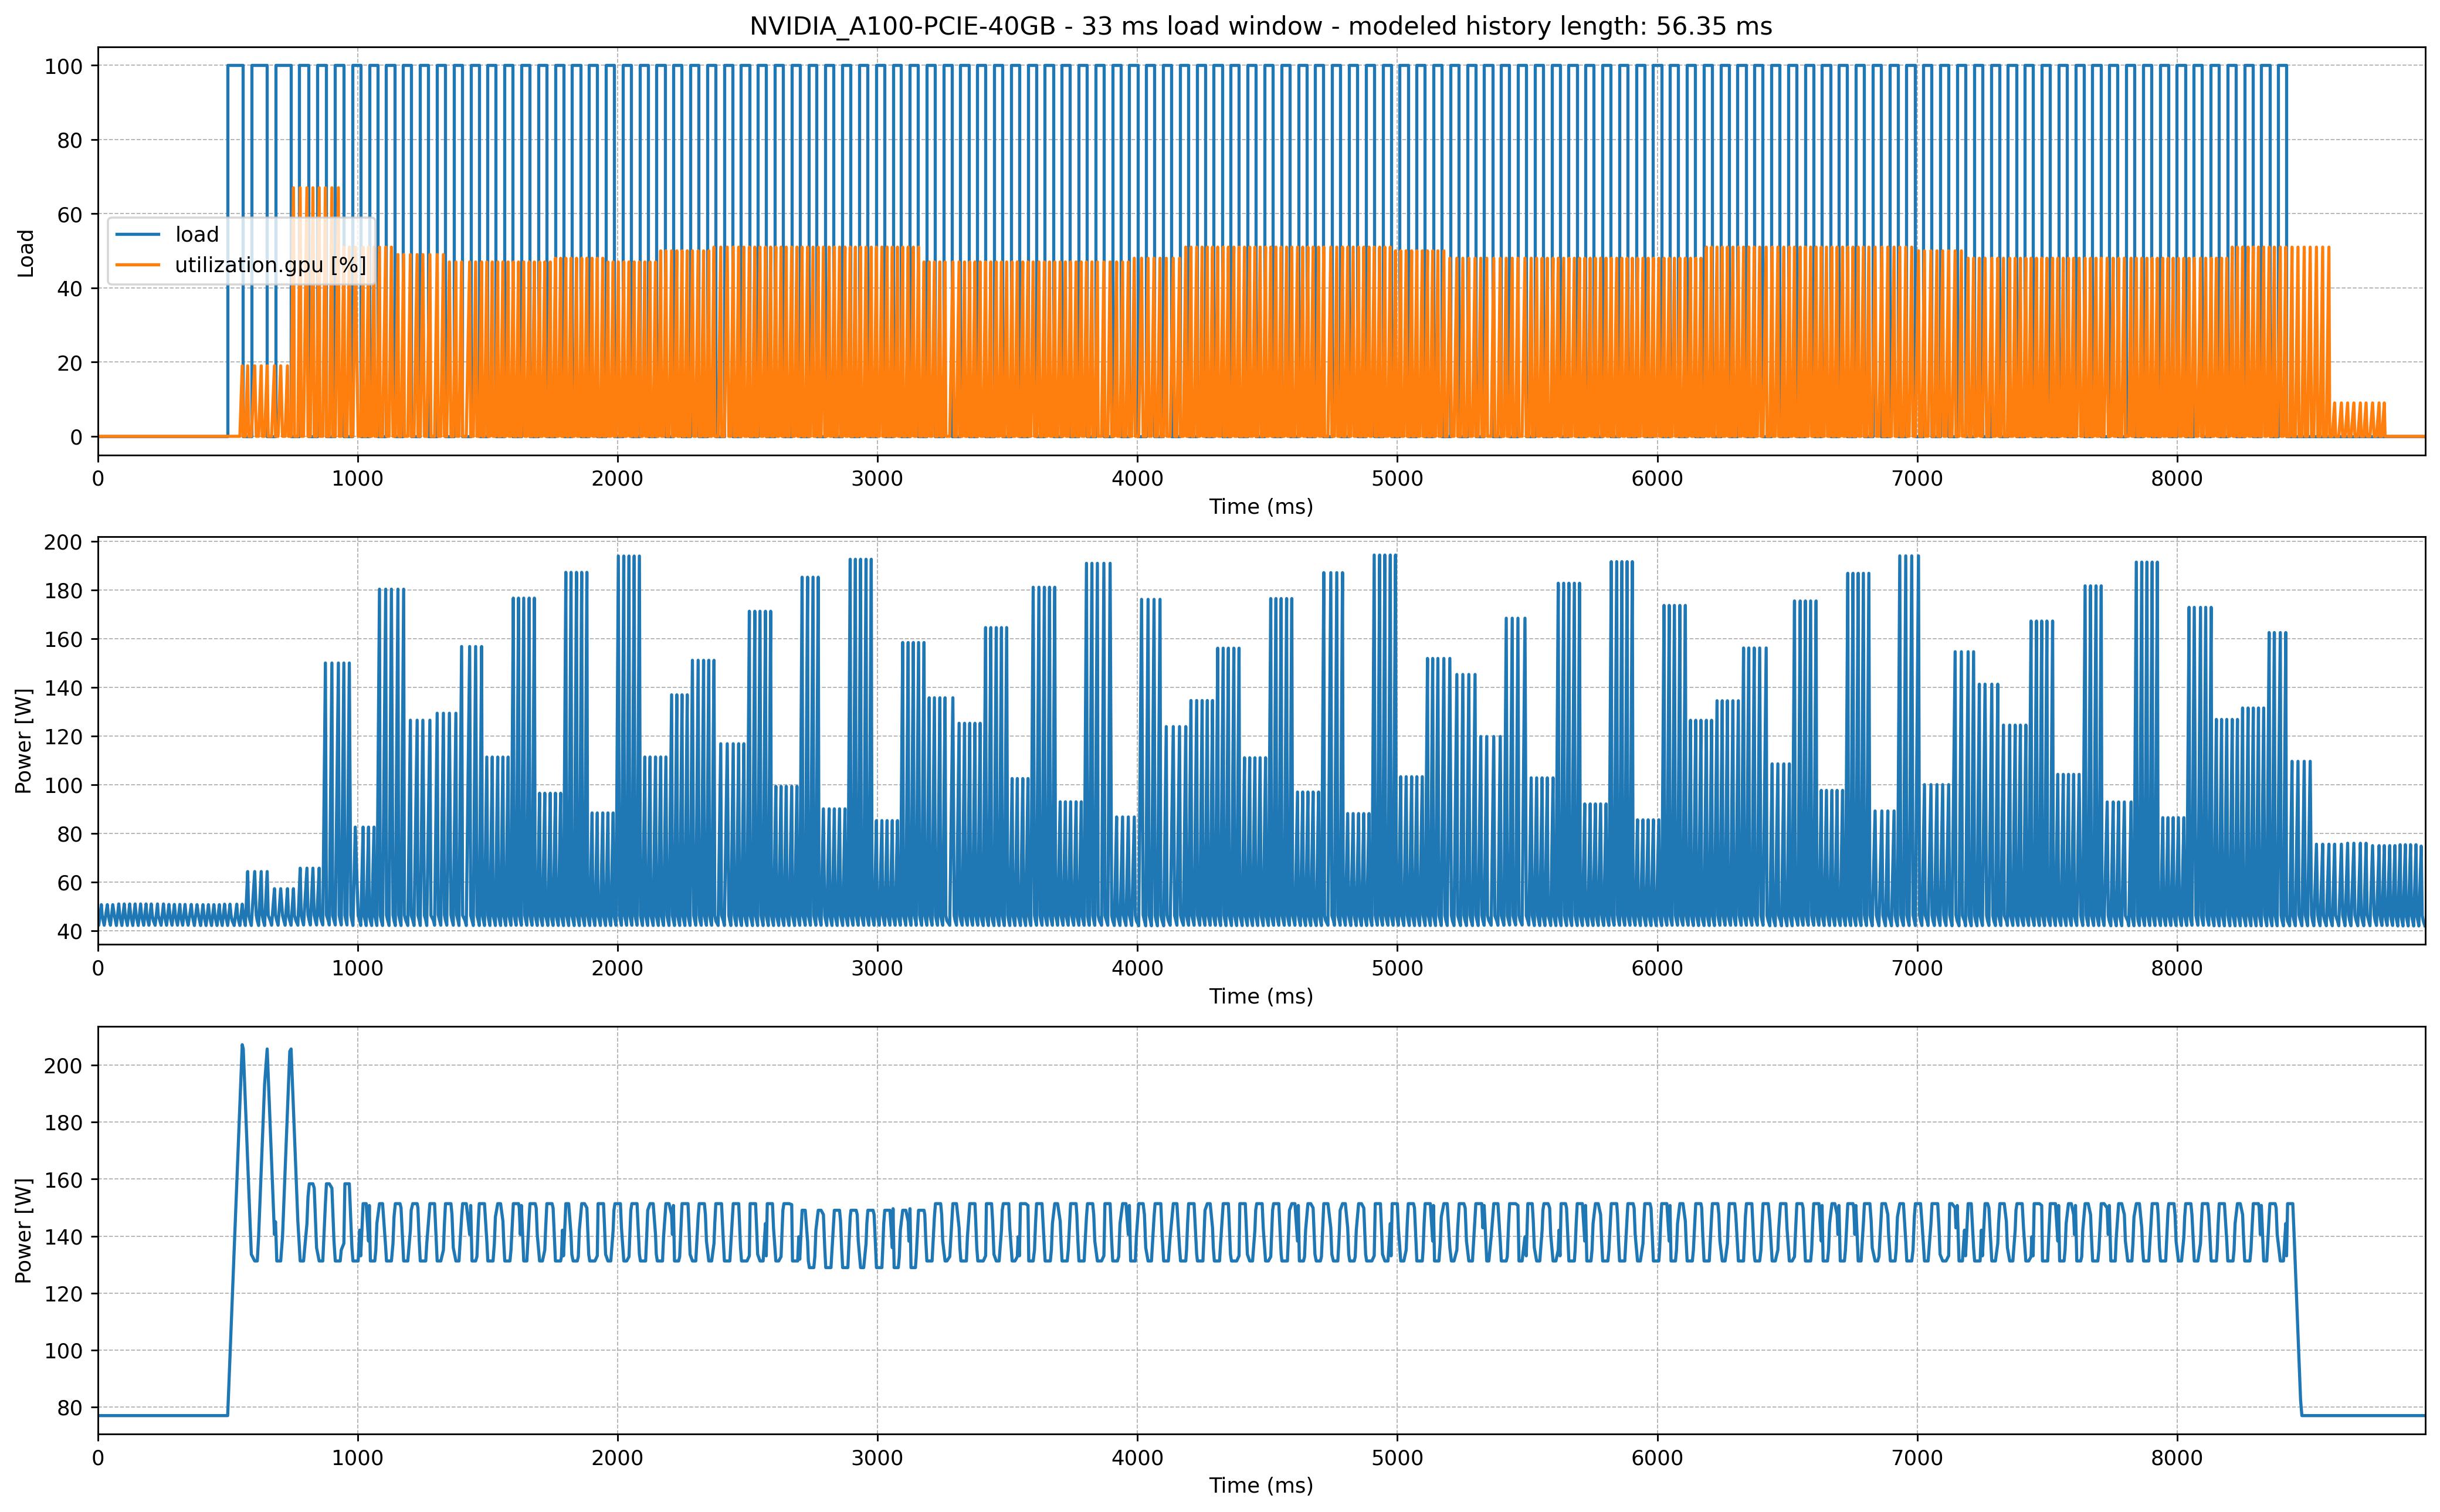 NVIDIA_A100-PCIE-40GB - 33 ms load window - modeled history length: 56.35 ms
100
80
60
40
20
0
Load
load
utilization.gpu [%]
0 1000 2000 3000 4000 5000 6000 7000 8000
Time (ms)
200
180
160
140
120
100
80
60
40
Power [W]
0 1000 2000 3000 4000 5000 6000 7000 8000
Time (ms)
200
180
160
140
120
100
80
Power [W]
0 1000 2000 3000 4000 5000 6000 7000 8000
Time (ms)